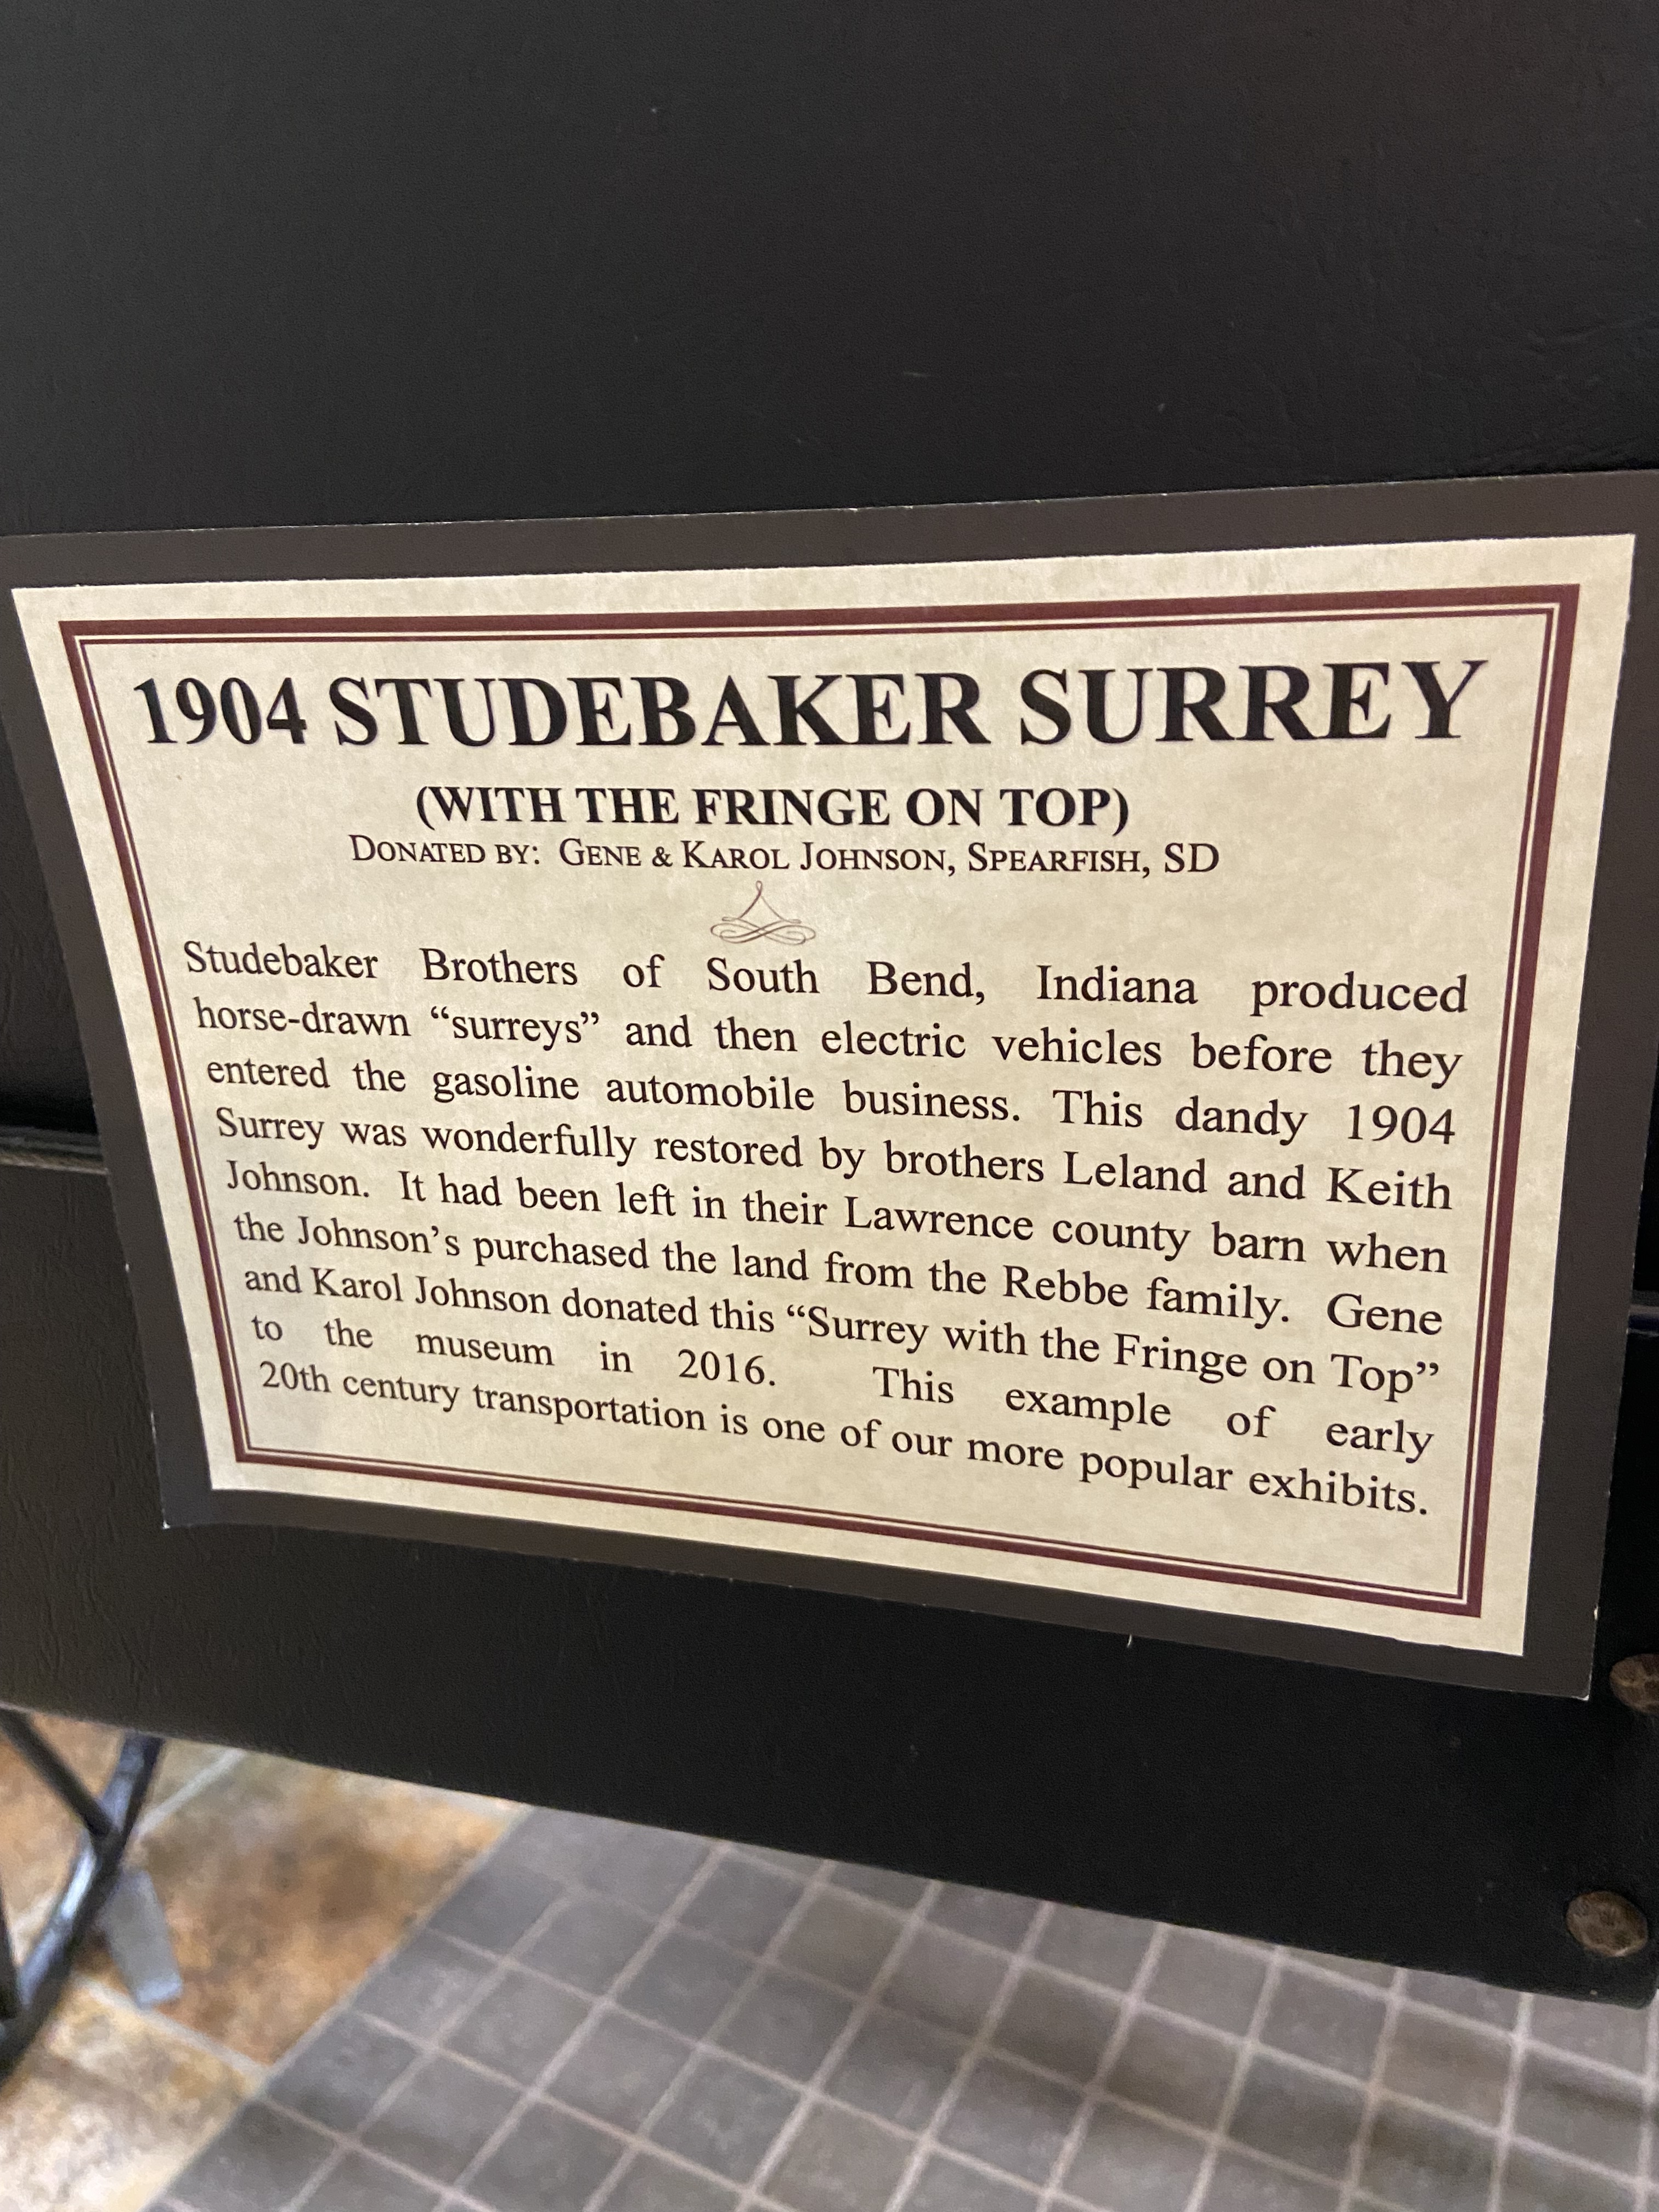 1904 STUDEBAKER SURREY
(WITH THE FRINGE ON TOP)
DONATED BY: GENE & KAROL JOHNSON, SPEARFISH, SD
Studebaker Brothers of South Bend, Indiana produced
horse-drawn “surreys” and then electric vehicles before they
entered the gasoline automobile business. This dandy 1904
Surrey was wonderfully restored by brothers Leland and Keith
Johnson. It had been left in their Lawrence county barn when
the Johnson’s purchased the land from the Rebbe family. Gene
and Karol Johnson donated this “Surrey with the Fringe on Top”
to the museum in 2016. This example of early
20th century transportation is one of our more popular exhibits.